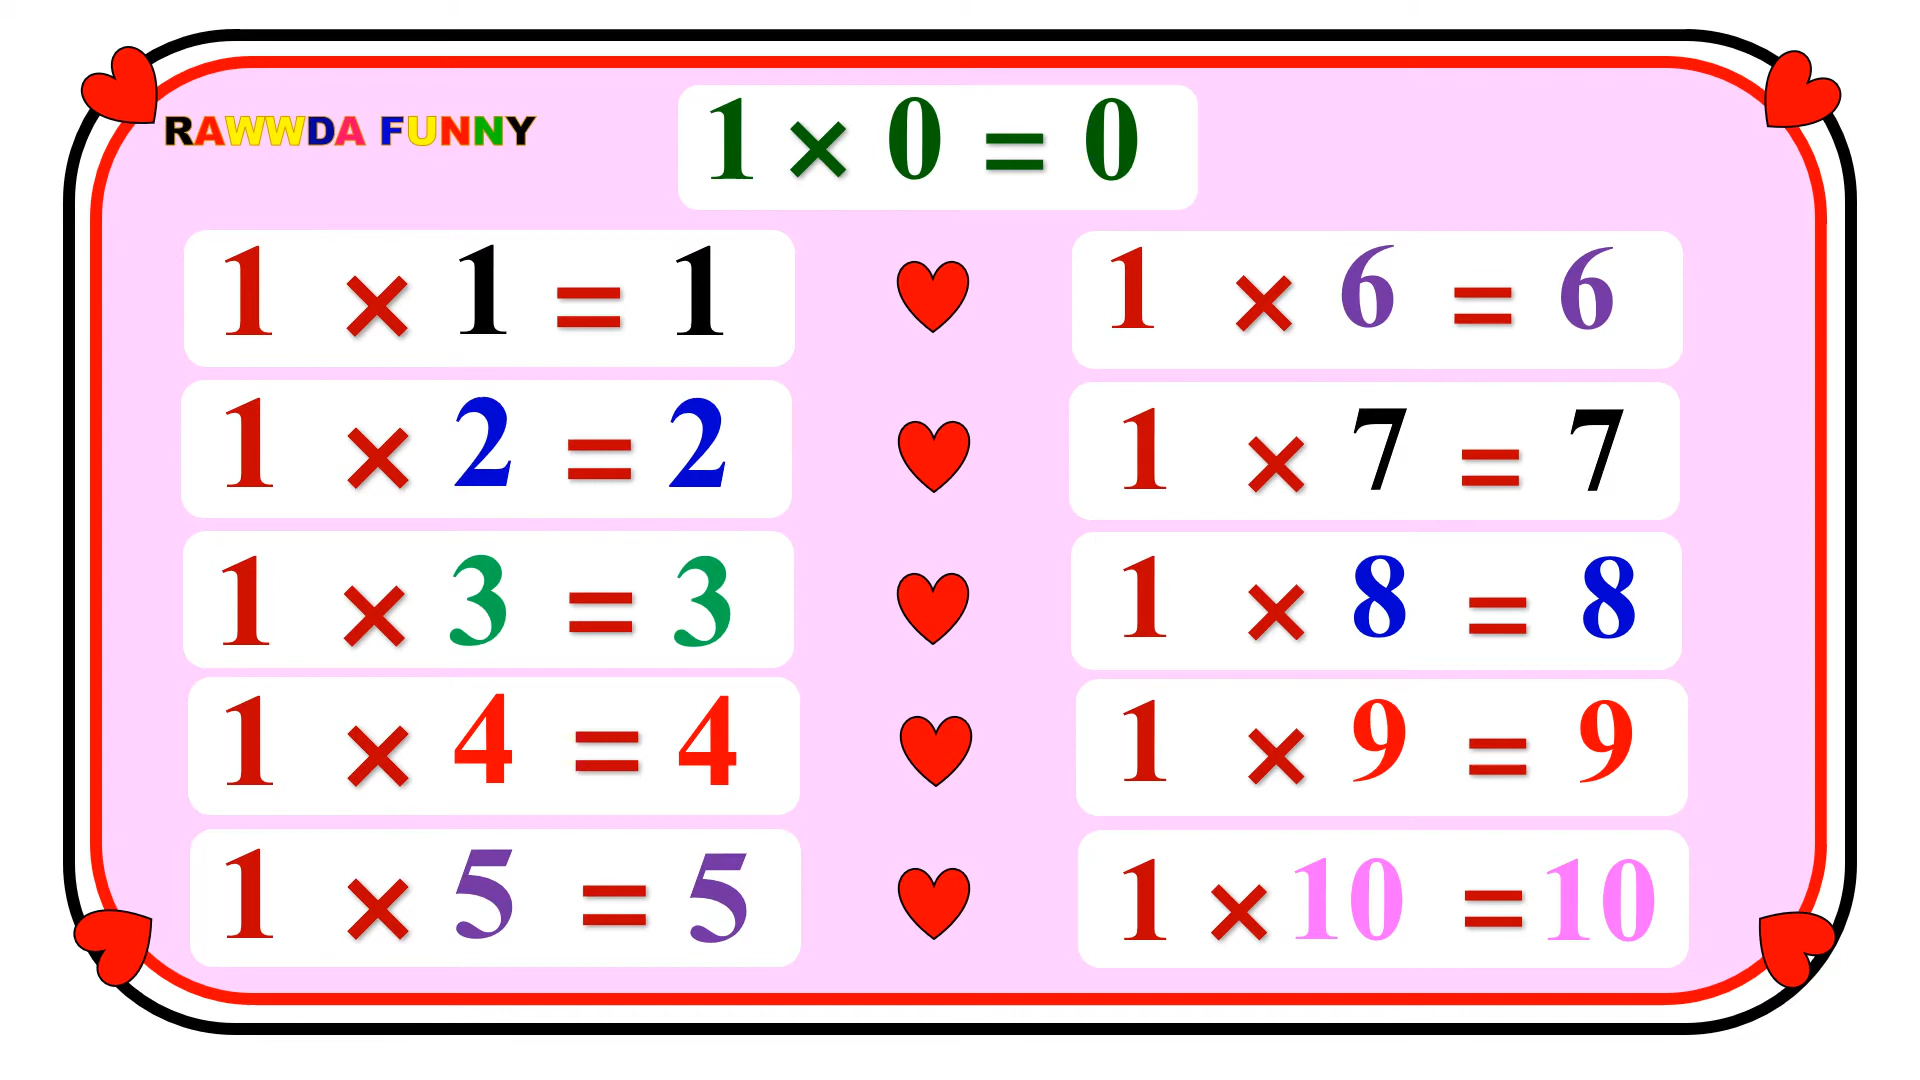 RAWWDA FUNNY
1 × 0 = 0
1 × 1 = 1
1 × 2 = 2
1 × 3 = 3
1 × 4 = 4
1 × 5 = 5
1 × 6 = 6
1 × 7 = 7
1 × 8 = 8
1 × 9 = 9
1 × 10 = 10